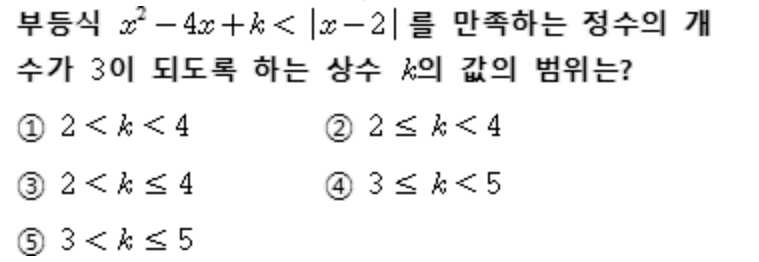 부등식 x² − 4x + k < |x − 2| 를 만족하는 정수의 개
수가 3이 되도록 하는 상수 k의 값의 범위는?
① 2 < k < 4 ② 2 ≤ k < 4
③ 2 < k ≤ 4 ④ 3 ≤ k < 5
⑤ 3 < k ≤ 5